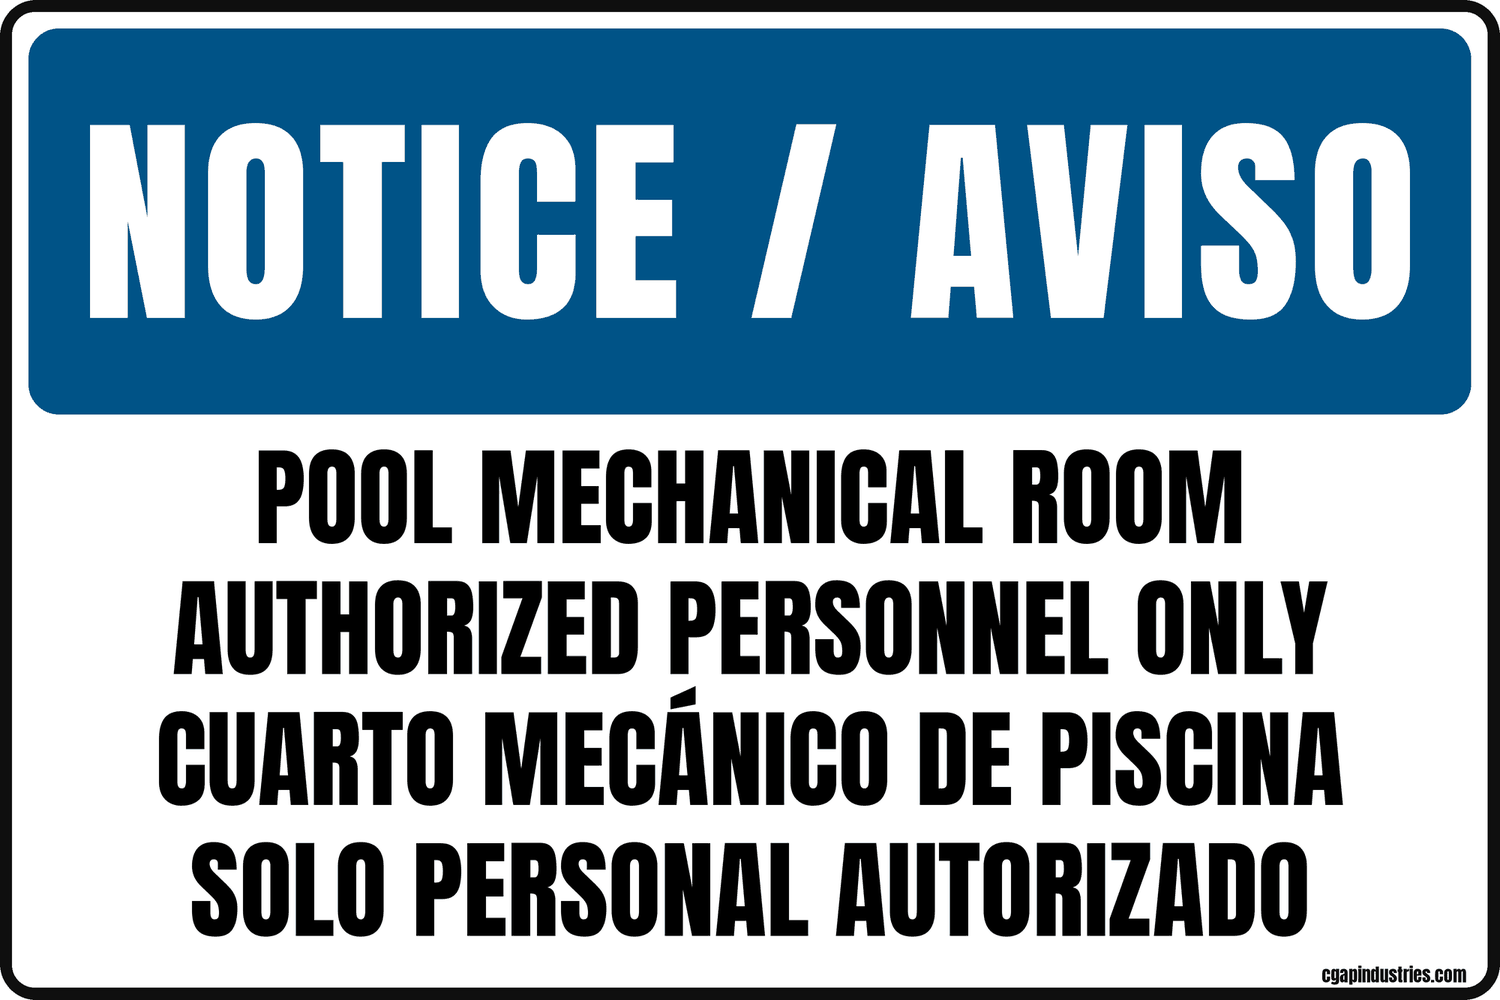 NOTICE / AVISO
POOL MECHANICAL ROOM
AUTHORIZED PERSONNEL ONLY
CUARTO MECÁNICO DE PISCINA
SOLO PERSONAL AUTORIZADO
cgapindustries.com